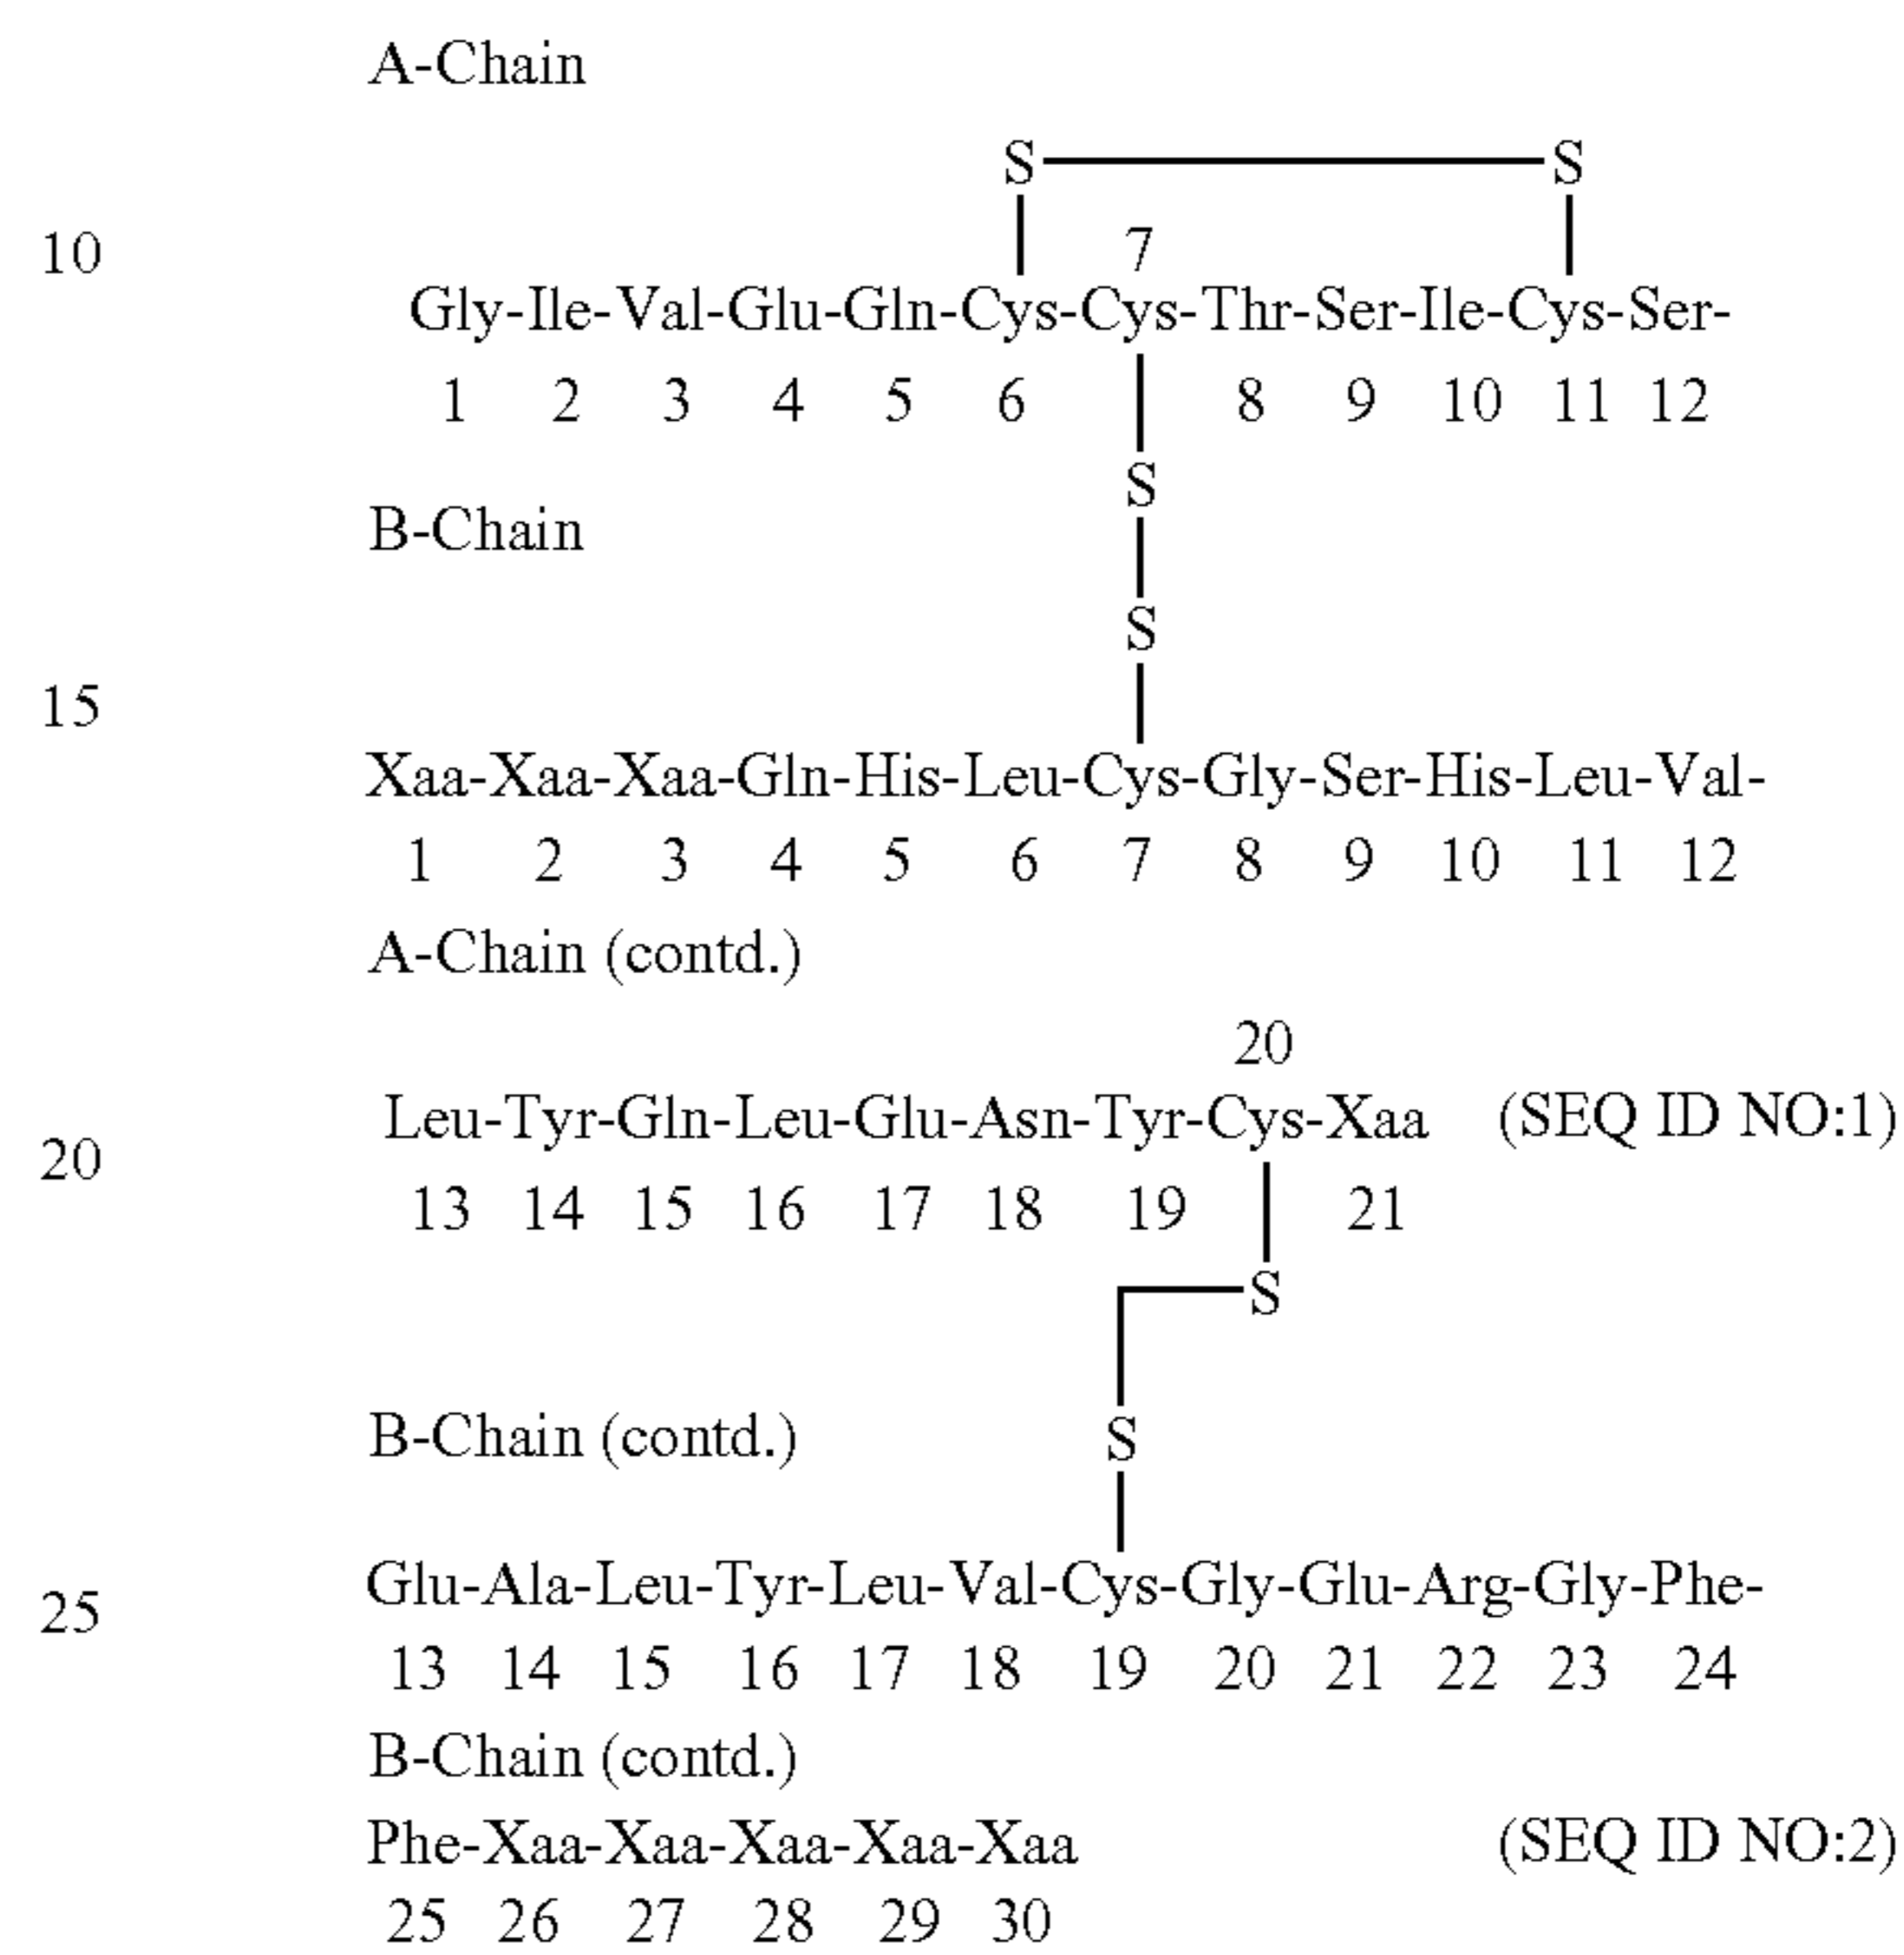 A-Chain
S S
10 7
Gly-Ile-Val-Glu-Gln-Cys-Cys-Thr-Ser-Ile-Cys-Ser-
1 2 3 4 5 6 8 9 10 11 12
S
B-Chain
S
15
Xaa-Xaa-Xaa-Gln-His-Leu-Cys-Gly-Ser-His-Leu-Val-
1 2 3 4 5 6 7 8 9 10 11 12
A-Chain (contd.)
20
Leu-Tyr-Gln-Leu-Glu-Asn-Tyr-Cys-Xaa (SEQ ID NO:1)
20
13 14 15 16 17 18 19 21
S
B-Chain (contd.) S
Glu-Ala-Leu-Tyr-Leu-Val-Cys-Gly-Glu-Arg-Gly-Phe-
25
13 14 15 16 17 18 19 20 21 22 23 24
B-Chain (contd.)
Phe-Xaa-Xaa-Xaa-Xaa-Xaa (SEQ ID NO:2)
25 26 27 28 29 30